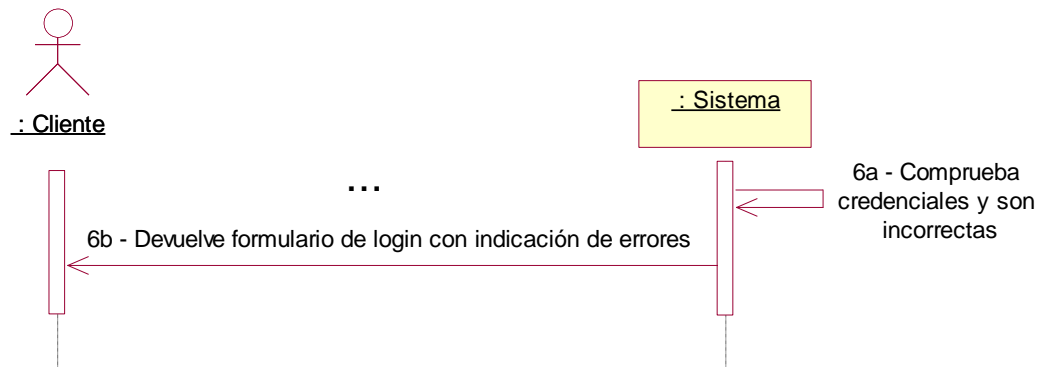 : Cliente
: Sistema
...
6a - Comprueba
credenciales y son
incorrectas
6b - Devuelve formulario de login con indicación de errores